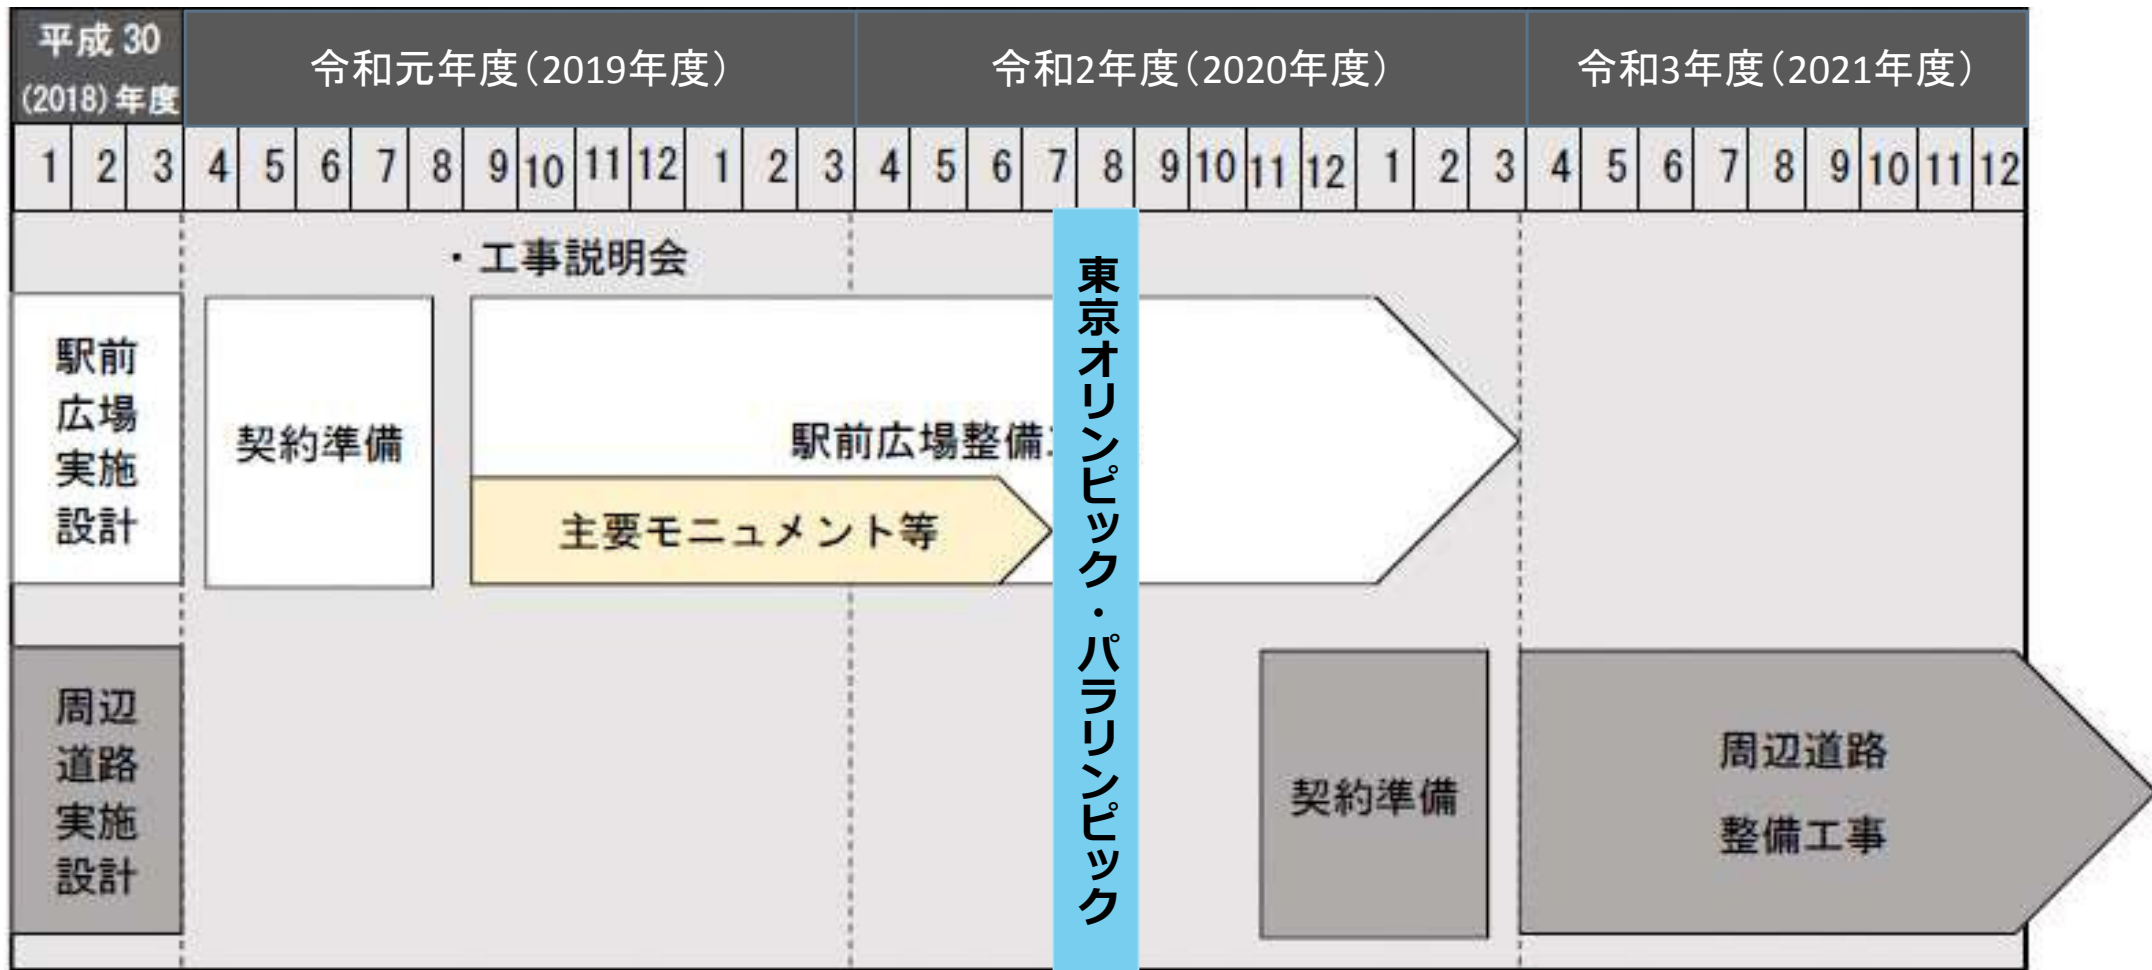 平成 30
(2018)年度
令和元年度(2019年度)
令和2年度(2020年度)
令和3年度(2021年度)
1 2 3 4 5 6 7 8 9 10 11 12 1 2 3 4 5 6 7 8 9 10 11 12 1 2 3 4 5 6 7 8 9 10 11 12
・工事説明会
駅前
広場
実施
設計
契約準備
駅前広場整備
主要モニュメント等
東京オリンピック・パラリンピック
周辺
道路
実施
設計
契約準備
周辺道路
整備工事